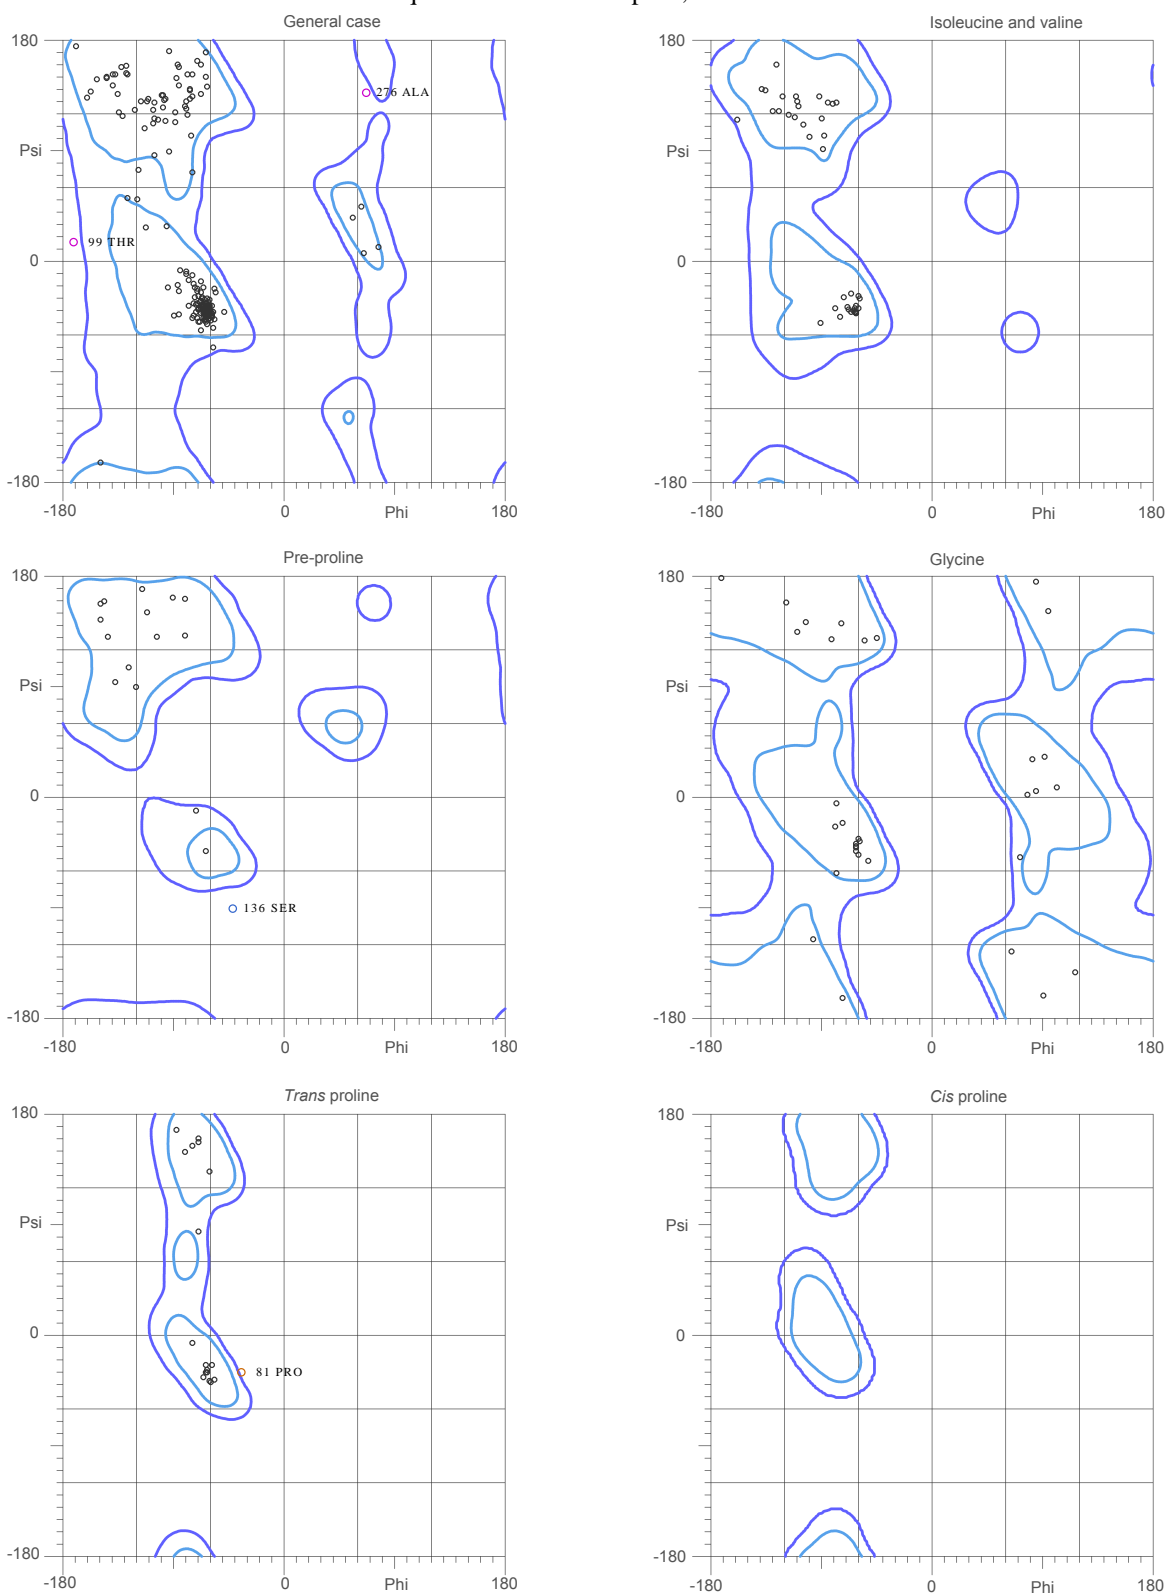 General case
Isoleucine and valine
180
180
276 ALA
Psi
Psi
99 THR
0
0
-180
-180
-180
0
Phi
180
-180
0
Phi
180
Pre-proline
Glycine
180
180
Psi
Psi
0
0
136 SER
-180
-180
-180
0
Phi
180
-180
0
Phi
180
Trans proline
Cis proline
180
180
Psi
Psi
0
0
81 PRO
-180
-180
-180
0
Phi
180
-180
0
Phi
180